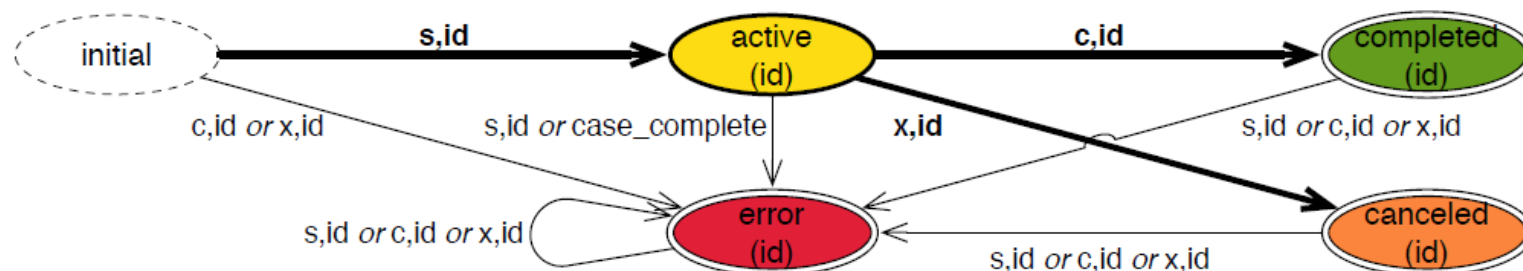 s,id
c,id
initial
active
(id)
completed
(id)
c,id or x,id
s,id or case_complete
x,id
s,id or c,id or x,id
s,id or c,id or x,id
error
(id)
canceled
(id)
s,id or c,id or x,id